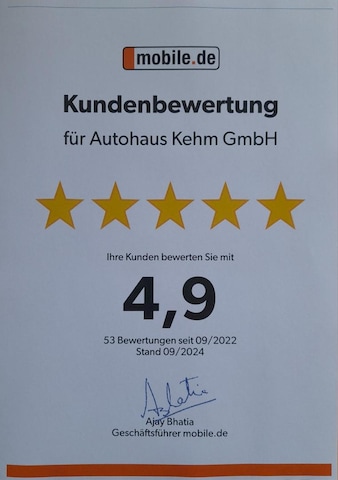 mobile.de
Kundenbewertung
für Autohaus Kehm GmbH
Ihre Kunden bewerten Sie mit
4,9
53 Bewertungen seit 09/2022
Stand 09/2024
Ajay Bhatia
Geschäftsführer mobile.de